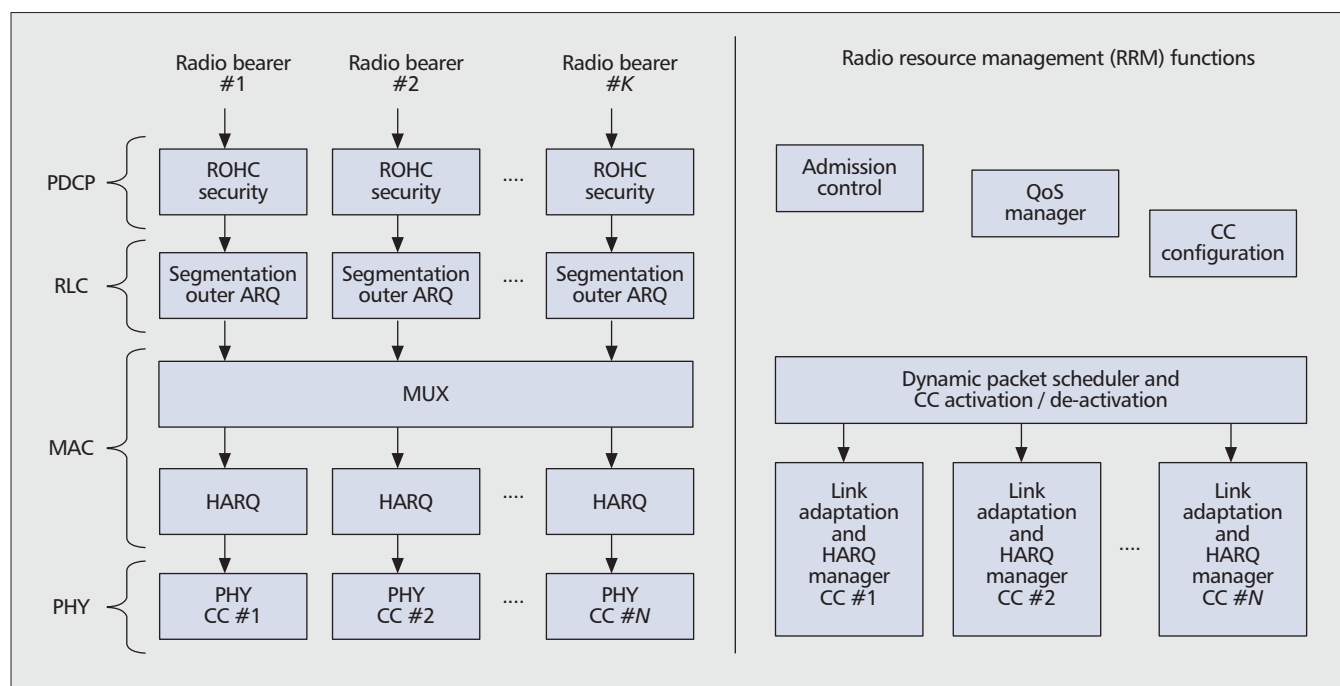 Radio bearer
#1
Radio bearer
#2
Radio bearer
#K
PDCP
ROHC
security
ROHC
security
....
ROHC
security
RLC
Segmentation
outer ARQ
Segmentation
outer ARQ
....
Segmentation
outer ARQ
MAC
MUX
HARQ
HARQ
....
HARQ
PHY
PHY
CC #1
PHY
CC #2
....
PHY
CC #N
Radio resource management (RRM) functions
Admission
control
QoS
manager
CC
configuration
Dynamic packet scheduler and
CC activation / de-activation
Link
adaptation
and
HARQ
manager
CC #1
Link
adaptation
and
HARQ
manager
CC #2
....
Link
adaptation
and
HARQ
manager
CC #N